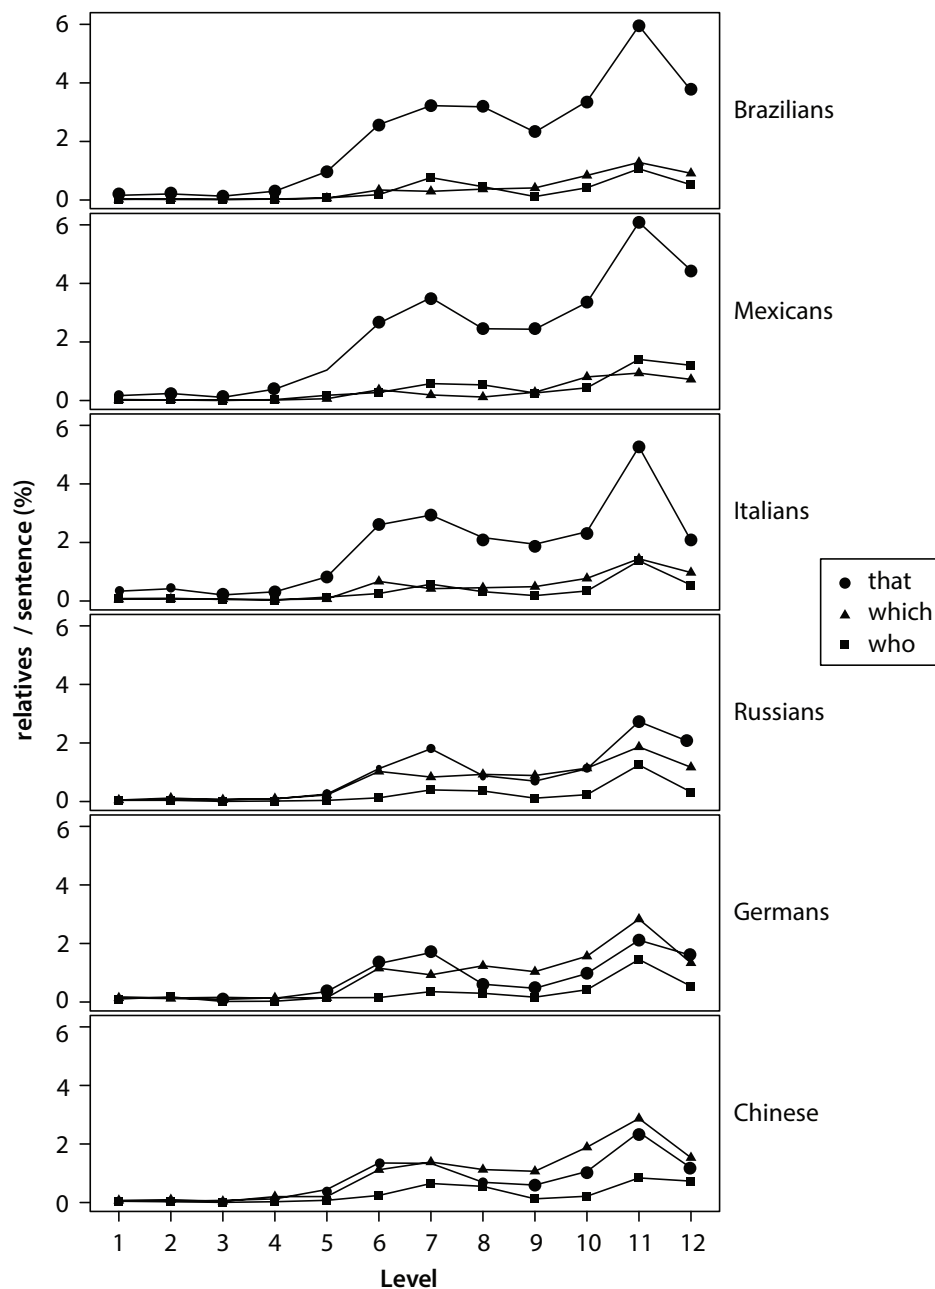 6
4
2
0
Brazilians
6
4
2
0
Mexicans
6
4
2
0
Italians
6
4
2
0
Russians
6
4
2
0
Germans
6
4
2
0
Chinese
relatives / sentence (%)
that
which
who
1 2 3 4 5 6 7 8 9 10 11 12
Level